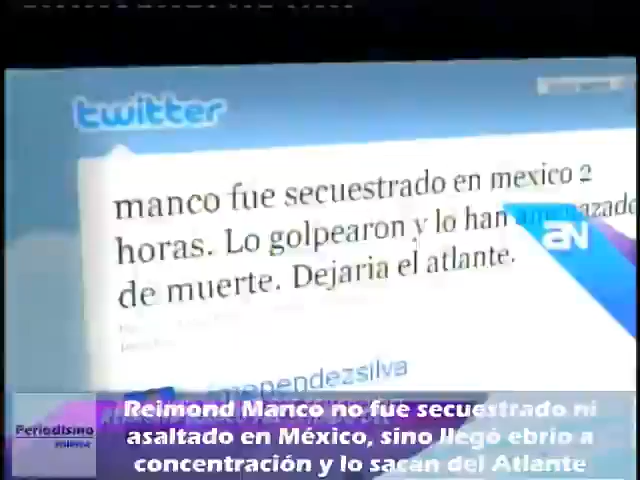 twitter
manco fue secuestrado en mexico 2
horas. Lo golpearon y lo han amenazado
de muerte. Dejaria el atlante.
Reimond Manco no fue secuestrado ni
asaltado en México, sino llegó ebrio a
concentración y lo sacan del Atlante
Periodismo